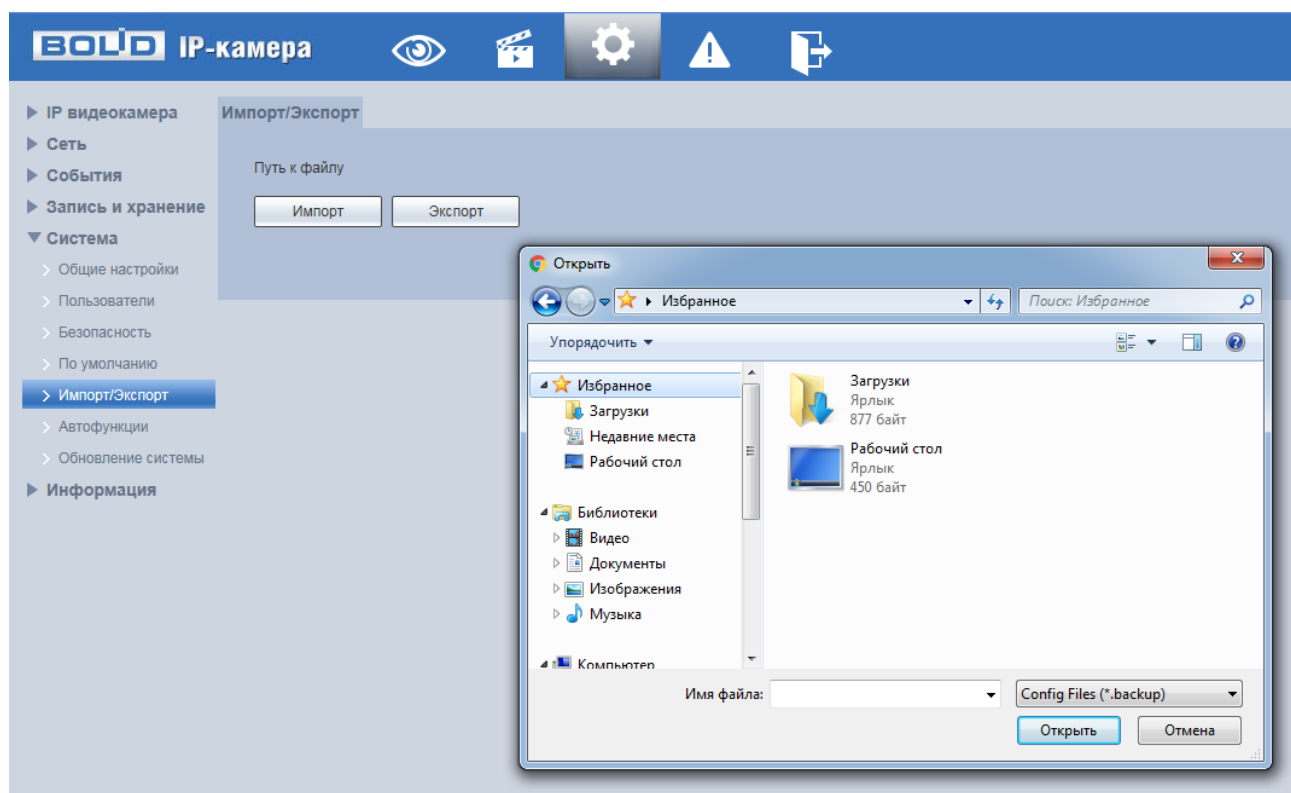 BOLID IP-камера
IP видеокамера
Сеть
События
Запись и хранение
Система
Общие настройки
Пользователи
Безопасность
По умолчанию
Импорт/Экспорт
Автофункции
Обновление системы
Информация
Импорт/Экспорт
Путь к файлу
Импорт Экспорт
Открыть
Избранное
Поиск: Избранное
Упорядочить
Избранное
Загрузки
Недавние места
Рабочий стол
Библиотеки
Видео
Документы
Изображения
Музыка
Компьютер
Загрузки
Ярлык
877 байт
Рабочий стол
Ярлык
450 байт
Имя файла:
Config Files (*.backup)
Открыть Отмена